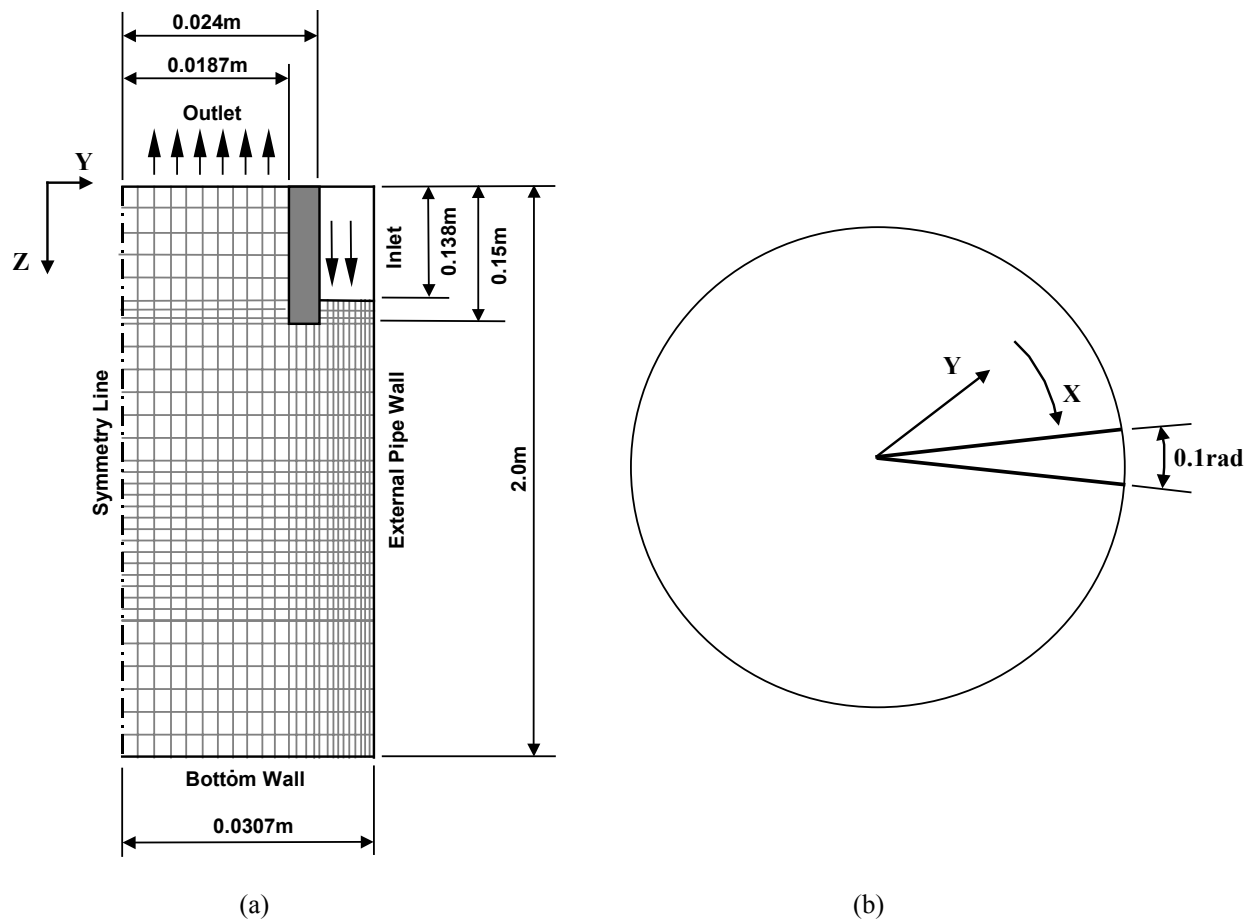 0.024m
0.0187m
Outlet
Y
Z
Inlet
0.138m
0.15m
2.0m
Symmetry Line
External Pipe Wall
Bottom Wall
0.0307m
(a)
Y
X
0.1rad
(b)